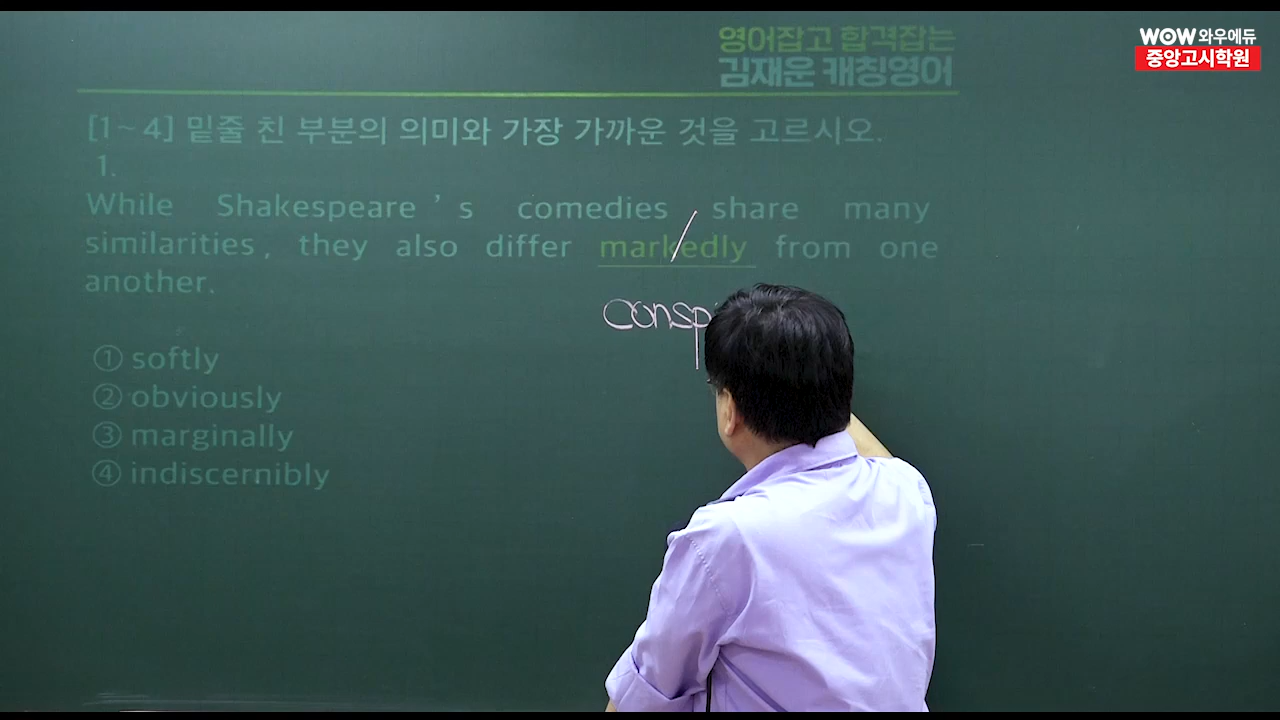 영어잡고 합격잡는
김재윤 캐칭영어
WOW 와우에듀
중앙고시학원
[1~4] 밑줄 친 부분의 의미와 가장 가까운 것을 고르시오.
1.
While Shakespeare's comedies share many
similarities, they also differ markedly from one
another.
consp
① softly
② obviously
③ marginally
④ indiscernibly